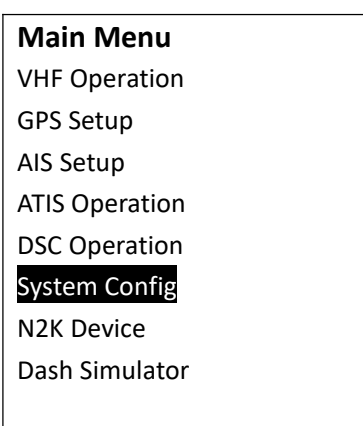 Main Menu
VHF Operation
GPS Setup
AIS Setup
ATIS Operation
DSC Operation
System Config
N2K Device
Dash Simulator